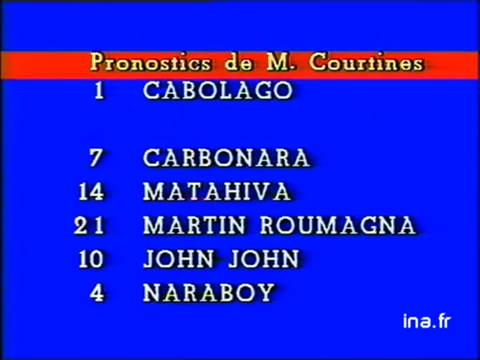 Pronostics de M. Courtines
1 CABOLAGO
7 CARBONARA
14 MATAHIVA
21 MARTIN ROUMAGNA
10 JOHN JOHN
4 NARABOY
ina.fr